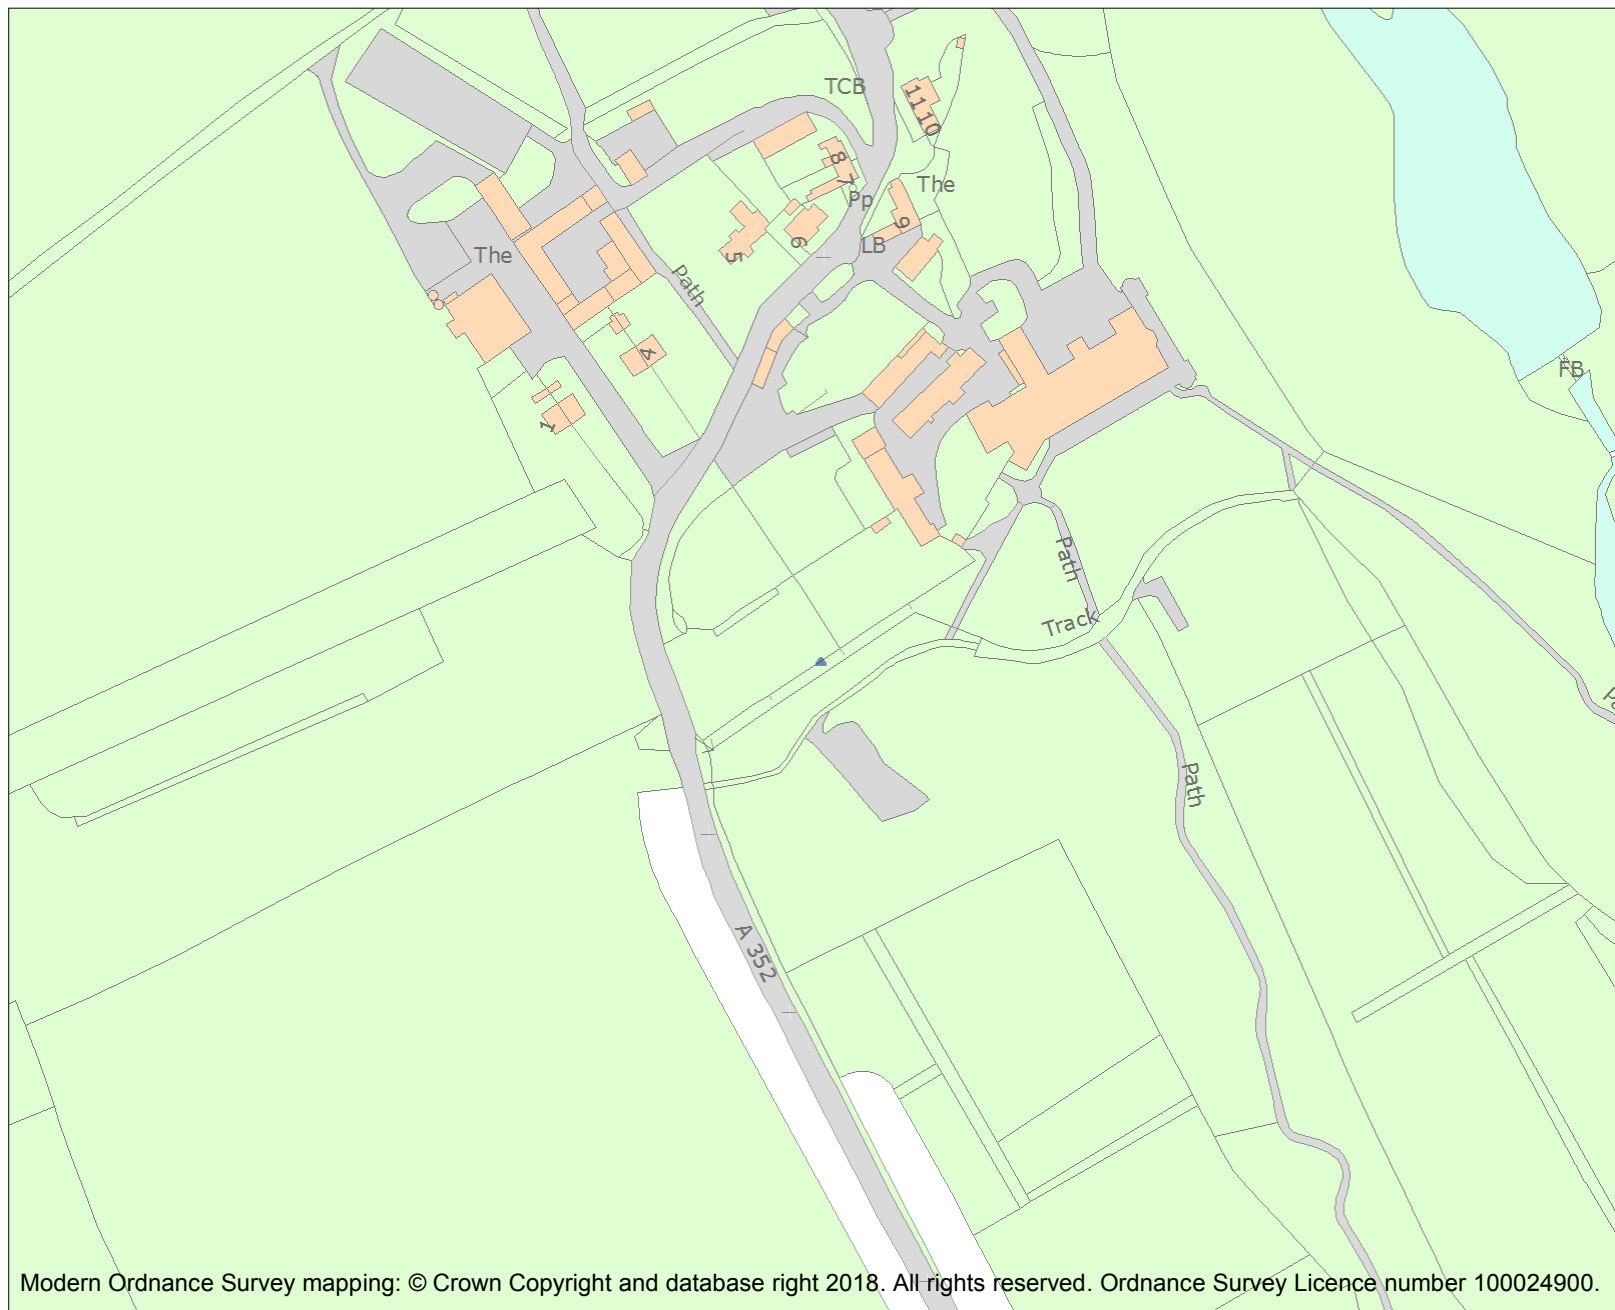 TCB
11
10
8
7
The
Pp
9
6
LB
5
The
Path
4
FB
1
Path
Track
Path
A 352
Modern Ordnance Survey mapping: © Crown Copyright and database right 2018. All rights reserved. Ordnance Survey Licence number 100024900.